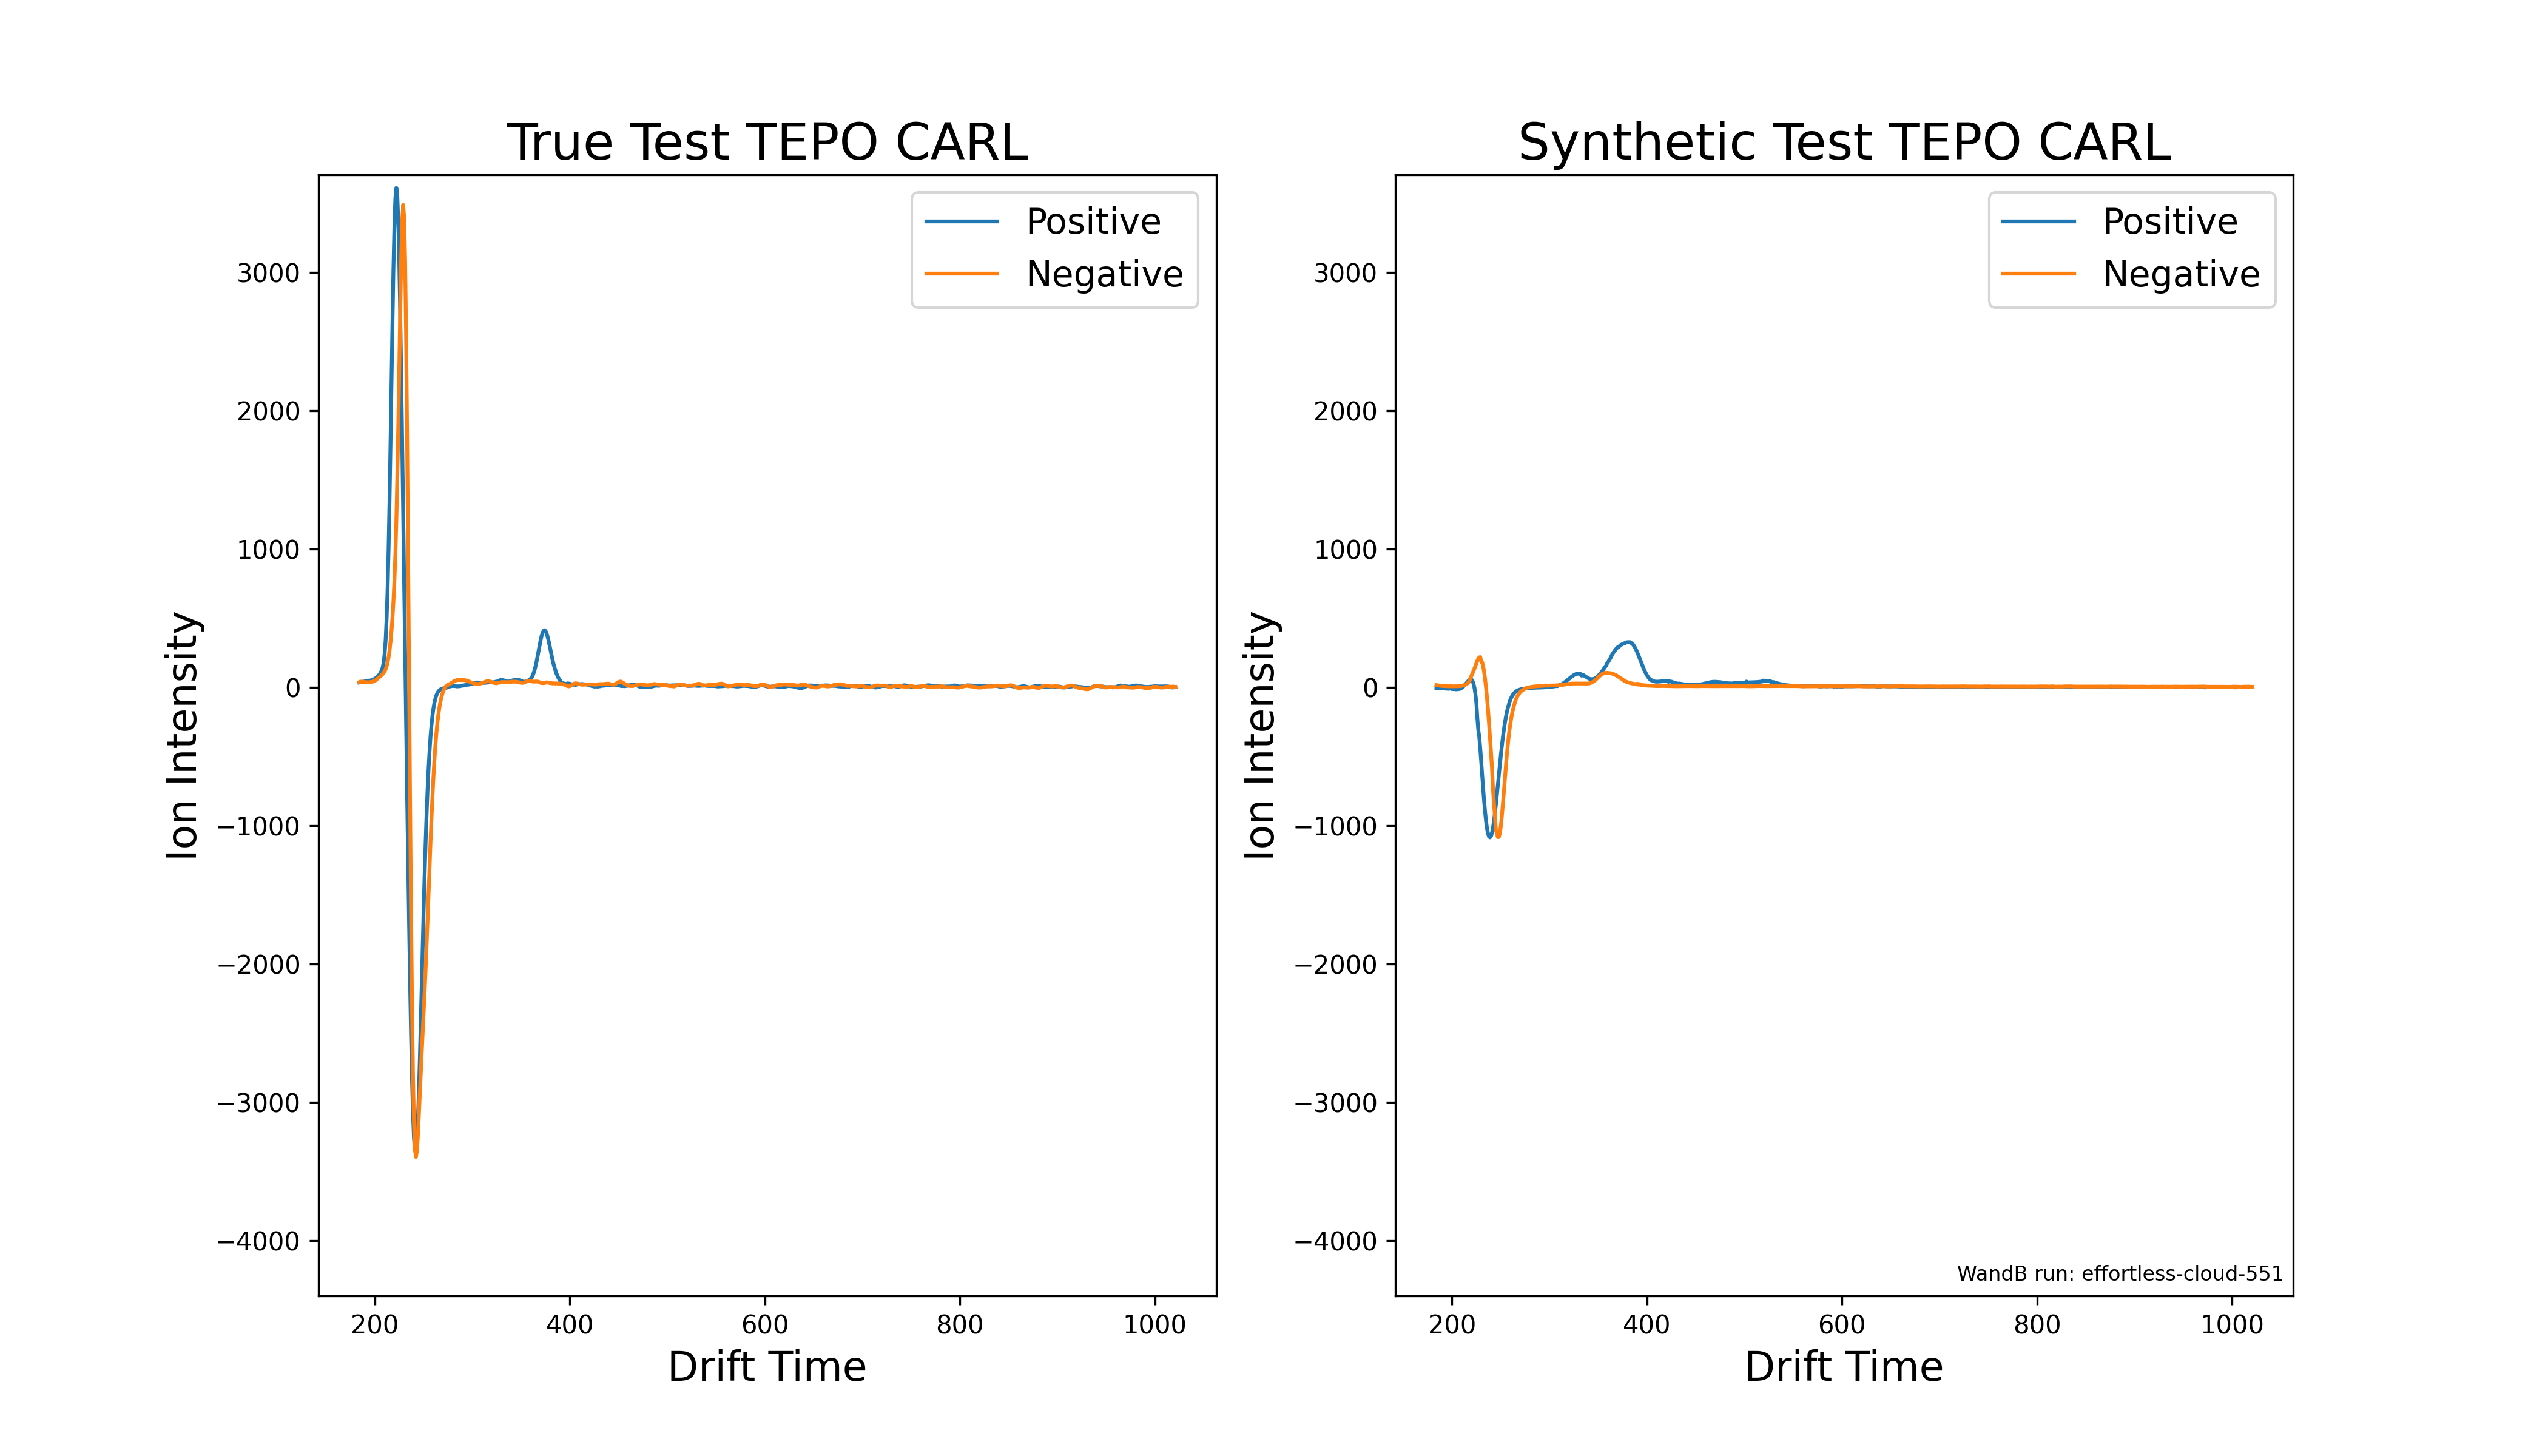 True Test TEPO CARL
Positive
Negative
3000
2000
1000
0
−1000
−2000
−3000
−4000
Ion Intensity
200 400 600 800 1000
Drift Time
Synthetic Test TEPO CARL
Positive
Negative
3000
2000
1000
0
−1000
−2000
−3000
−4000
Ion Intensity
WandB run: effortless-cloud-551
200 400 600 800 1000
Drift Time